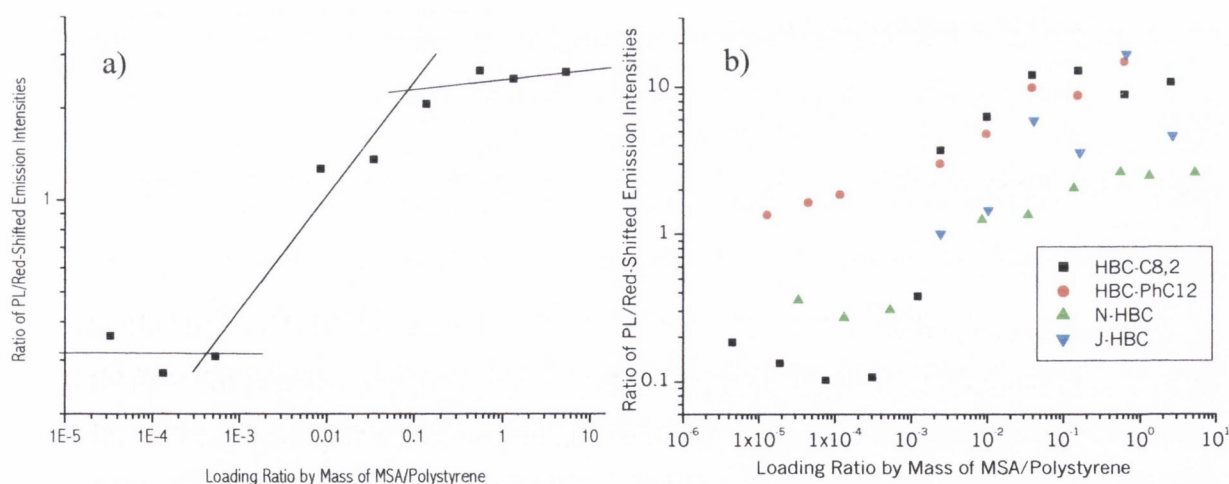 a)
Ratio of PL/Red-Shifted Emission Intensities
1
1E-5 1E-4 1E-3 0.01 0.1 1 10
Loading Ratio by Mass of MSA/Polystyrene
b)
Ratio of PL/Red-Shifted Emission Intensities
10
1
0.1
HBC-C8,2
HBC-PhC12
N-HBC
J-HBC
10⁻⁶ 1x10⁻⁵ 1x10⁻⁴ 10⁻³ 10⁻² 10⁻¹ 10⁰ 10¹
Loading Ratio by Mass of MSA/Polystyrene